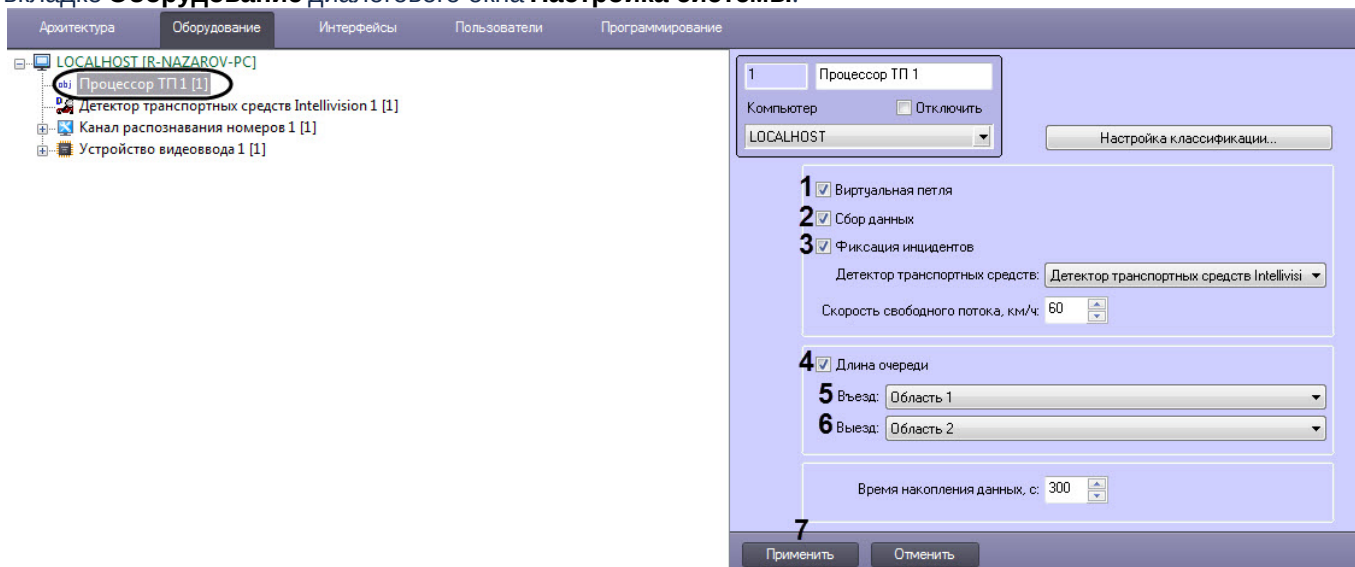 вкладке Оборудование диалогового окна Настройка системы.
Архитектура Оборудование Интерфейсы Пользователи Программирование
LOCALHOST [R-NAZAROV-PC]
obj Процессор ТП 1 [1]
Детектор транспортных средств Intellivision 1 [1]
Канал распознавания номеров 1 [1]
Устройство видеоввода 1 [1]
1 Процессор ТП 1
Компьютер Отключить
LOCALHOST
Настройка классификации...
1 Виртуальная петля
2 Сбор данных
3 Фиксация инцидентов
Детектор транспортных средств: Детектор транспортных средств Intellivisi
Скорость свободного потока, км/ч: 60
4 Длина очереди
5 Въезд: Область 1
6 Выезд: Область 2
Время накопления данных, с: 300
7
Применить Отменить